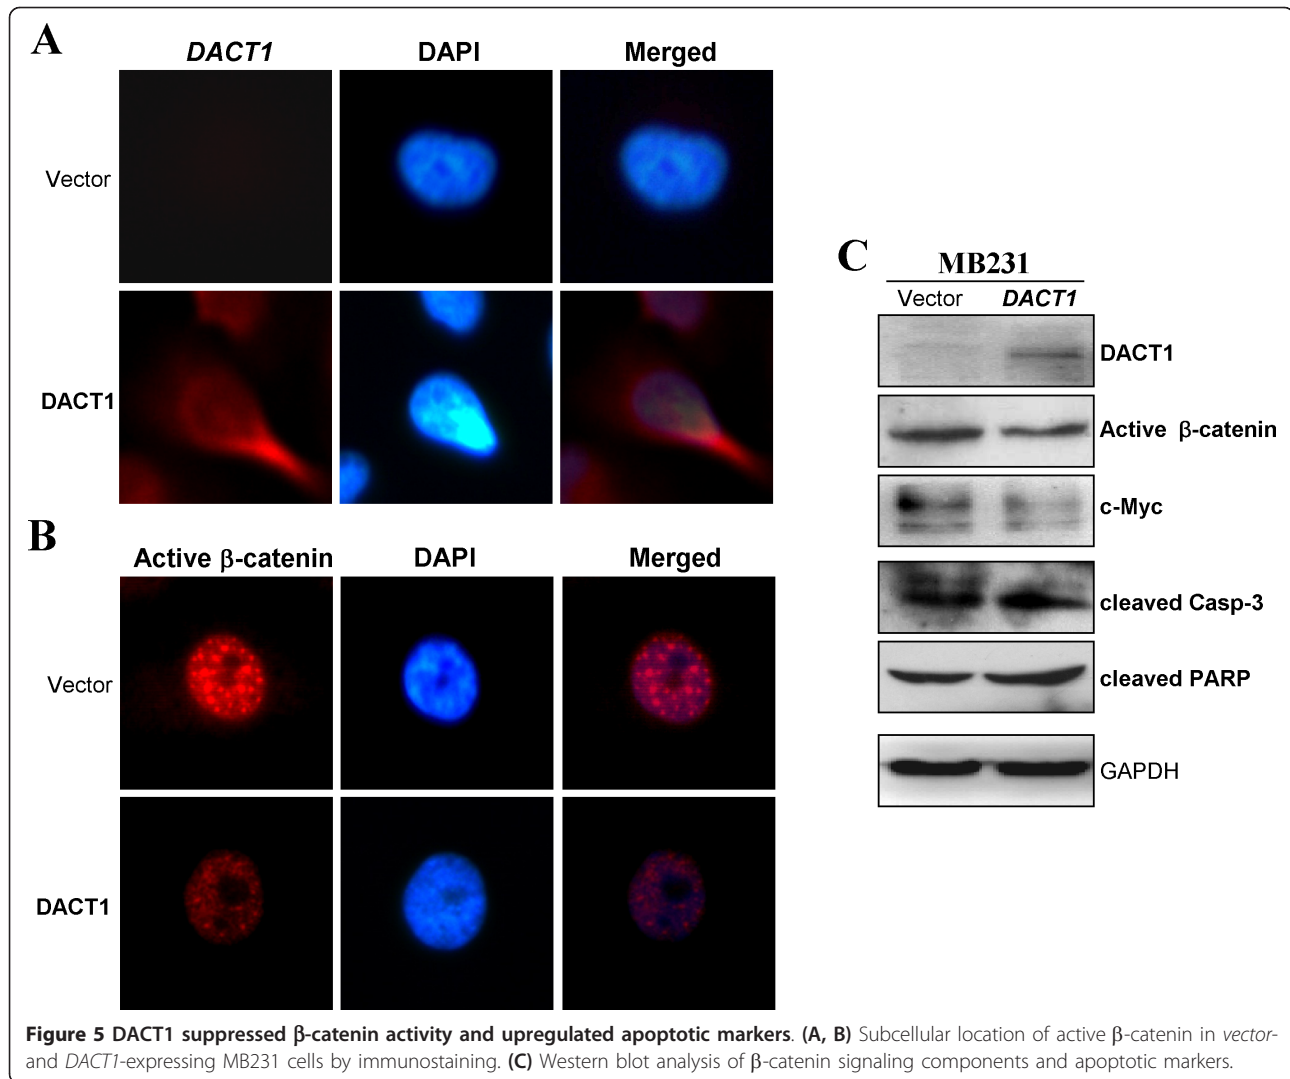 A
DACT1 DAPI Merged
Vector
DACT1
B
Active β-catenin DAPI Merged
Vector
DACT1
C
MB231
Vector DACT1
DACT1
Active β-catenin
c-Myc
cleaved Casp-3
cleaved PARP
GAPDH
Figure 5 DACT1 suppressed β-catenin activity and upregulated apoptotic markers. (A, B) Subcellular location of active β-catenin in vector-
and DACT1-expressing MB231 cells by immunostaining. (C) Western blot analysis of β-catenin signaling components and apoptotic markers.